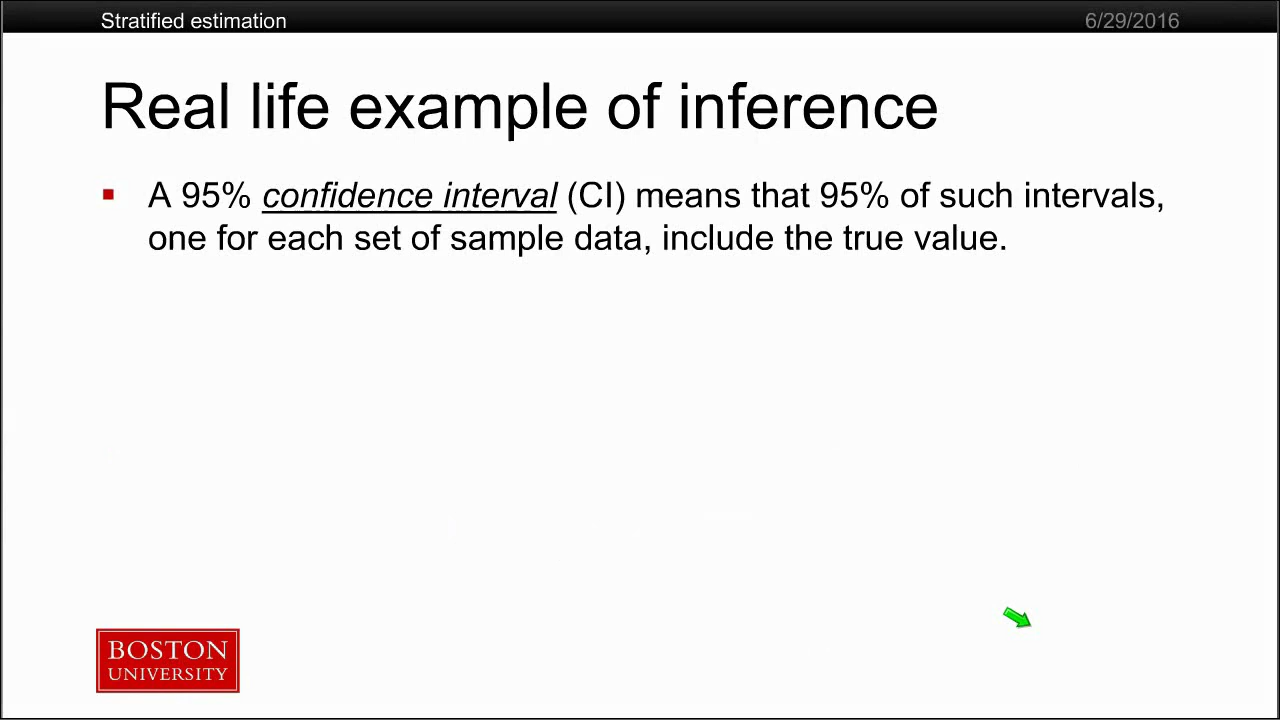 Stratified estimation
6/29/2016
Real life example of inference
▪ A 95% confidence interval (CI) means that 95% of such intervals,
one for each set of sample data, include the true value.
BOSTON
UNIVERSITY